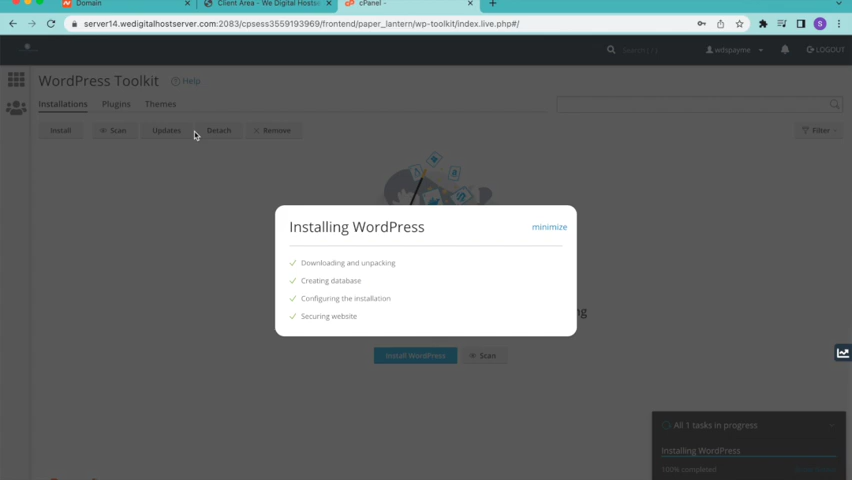 Domain
Client Area - We Digital Hosts
cPanel -
server14.wedigitalhostserver.com:2083/cpsess3559193969/frontend/paper_lantern/wp-toolkit/index.live.php#/
S
Search ( / )
wdspayme
LOGOUT
WordPress Toolkit
Help
Installations
Plugins
Themes
Install
Scan
Updates
Detach
Remove
Filter
Installing WordPress
minimize
Downloading and unpacking
Creating database
Configuring the installation
Securing website
Install WordPress
Scan
All 1 tasks in progress
Installing WordPress
100% completed